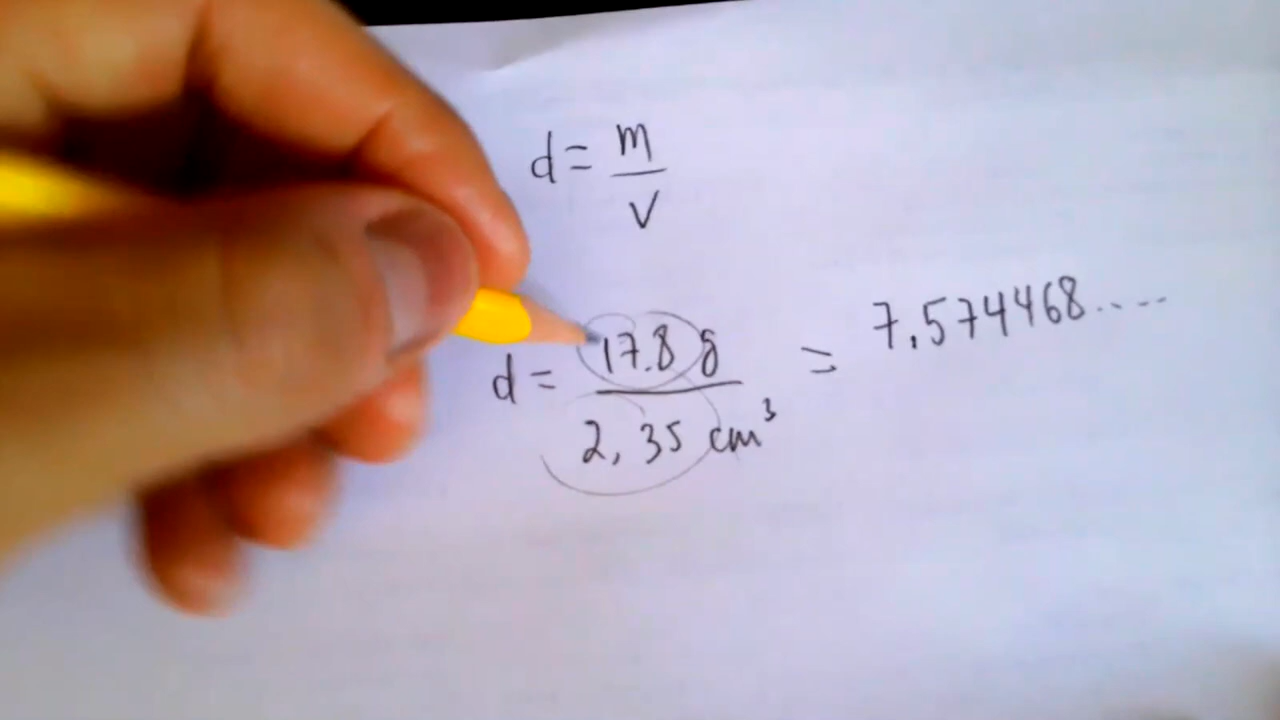 d = m/v
d = 17.8 g / 2,35 cm³ = 7.574468.....